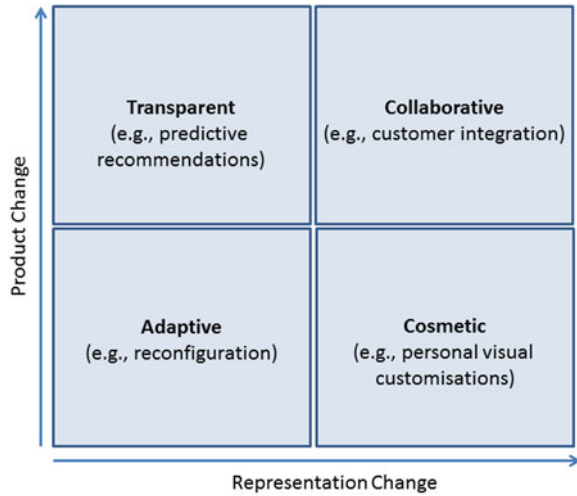 Product Change
Transparent
(e.g., predictive
recommendations)
Collaborative
(e.g., customer integration)
Adaptive
(e.g., reconfiguration)
Cosmetic
(e.g., personal visual
customisations)
Representation Change